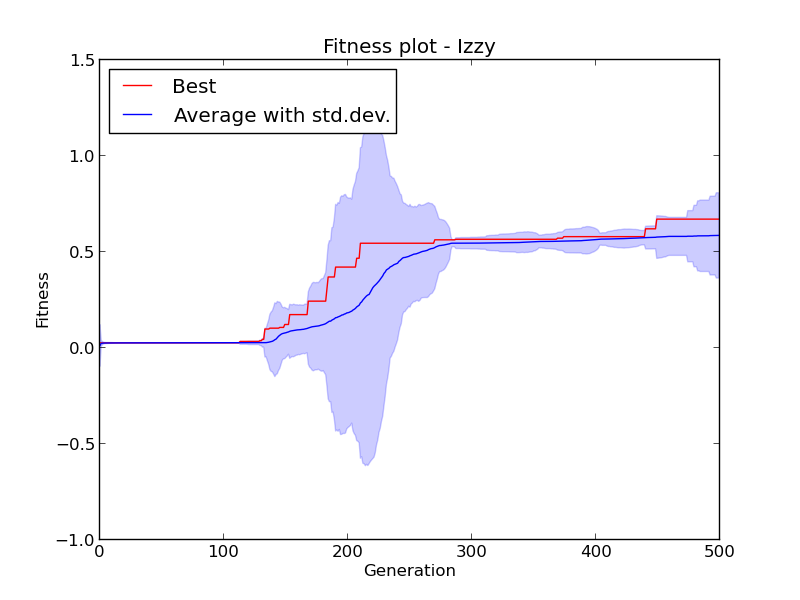 Fitness plot - Izzy
1.5
Best
Average with std.dev.
1.0
0.5
0.0
−0.5
−1.0
Fitness
0 100 200 300 400 500
Generation